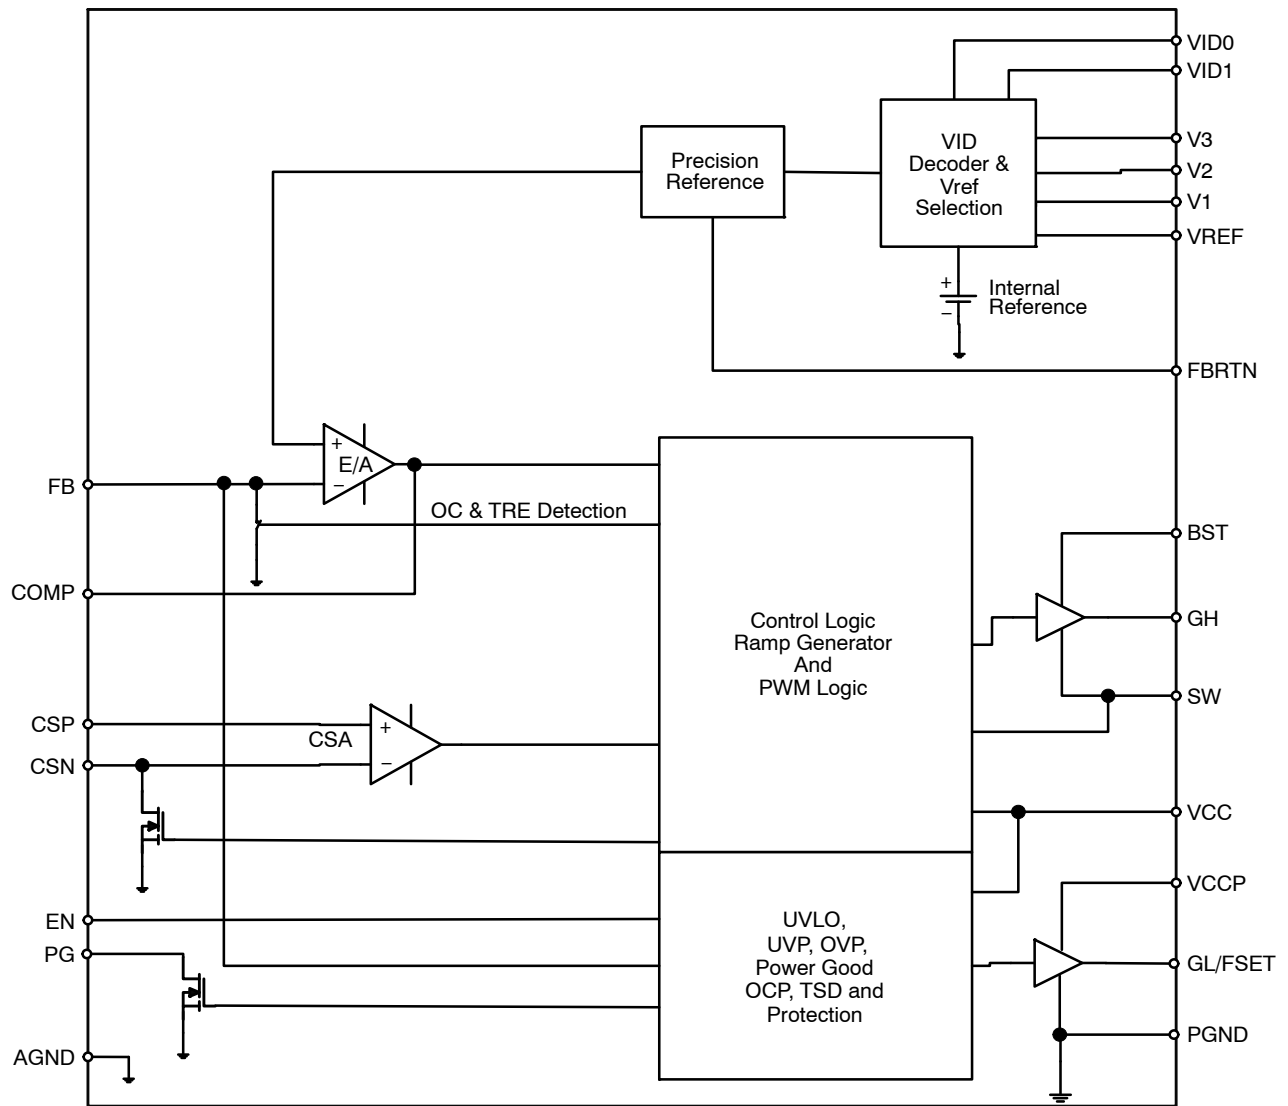 VID0
VID1
VID
Decoder &
Vref
Selection
Precision
Reference
V3
V2
V1
VREF
+
−
Internal
Reference
FBRTN
+
E/A
−
FB
OC & TRE Detection
BST
COMP
GH
Control Logic
Ramp Generator
And
PWM Logic
SW
CSP
CSA
+
−
CSN
VCC
VCCP
EN
UVLO,
UVP, OVP,
Power Good
OCP, TSD and
Protection
PG
GL/FSET
PGND
AGND